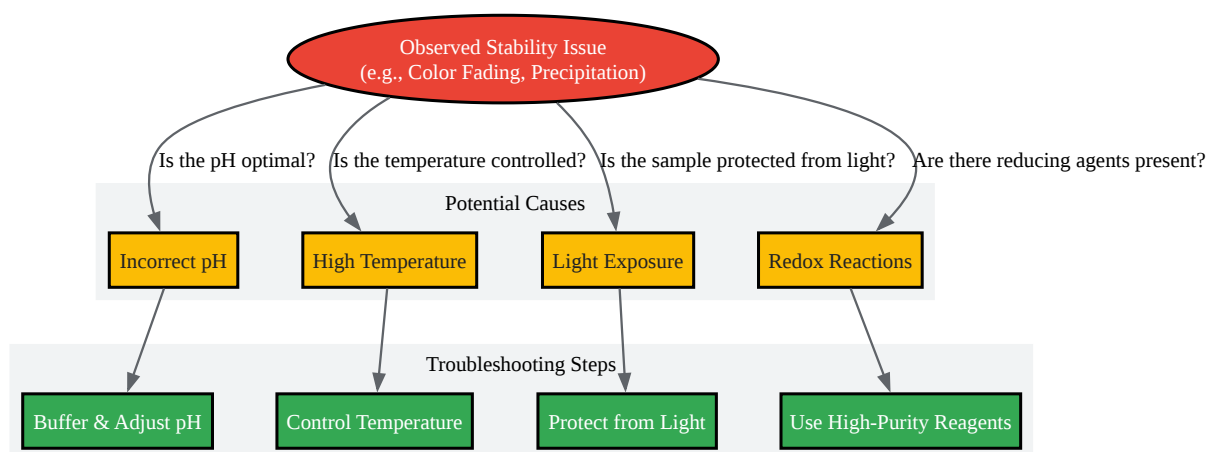 Observed Stability Issue
(e.g., Color Fading, Precipitation)
Is the pH optimal?
Is the temperature controlled?
Is the sample protected from light?
Are there reducing agents present?
Potential Causes
Incorrect pH
High Temperature
Light Exposure
Redox Reactions
Troubleshooting Steps
Buffer & Adjust pH
Control Temperature
Protect from Light
Use High-Purity Reagents